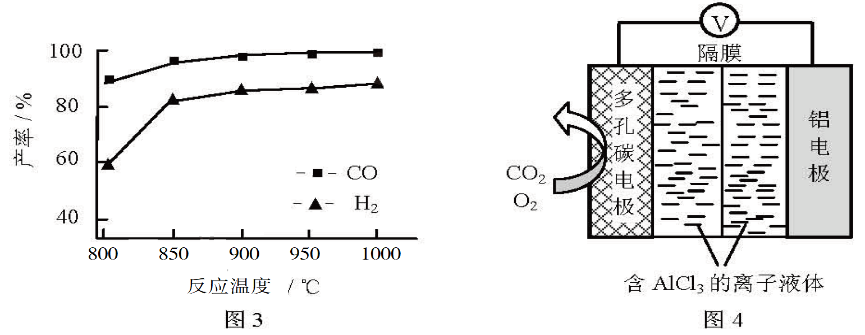 100
80
60
40
产率 / %
CO
H₂
800 850 900 950 1000
反应温度 / ℃
图 3
V
隔膜
多孔碳电极
铝电极
CO₂
O₂
含 AlCl₃ 的离子液体
图 4